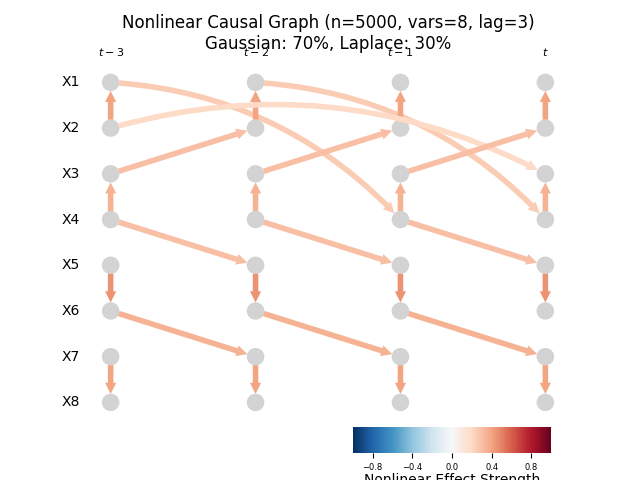 Nonlinear Causal Graph (n=5000, vars=8, lag=3)
Gaussian: 70%, Laplace: 30%
t − 3 t − 2 t − 1 t
X1
X2
X3
X4
X5
X6
X7
X8
−0.8 −0.4 0.0 0.4 0.8
Nonlinear Effect Strength